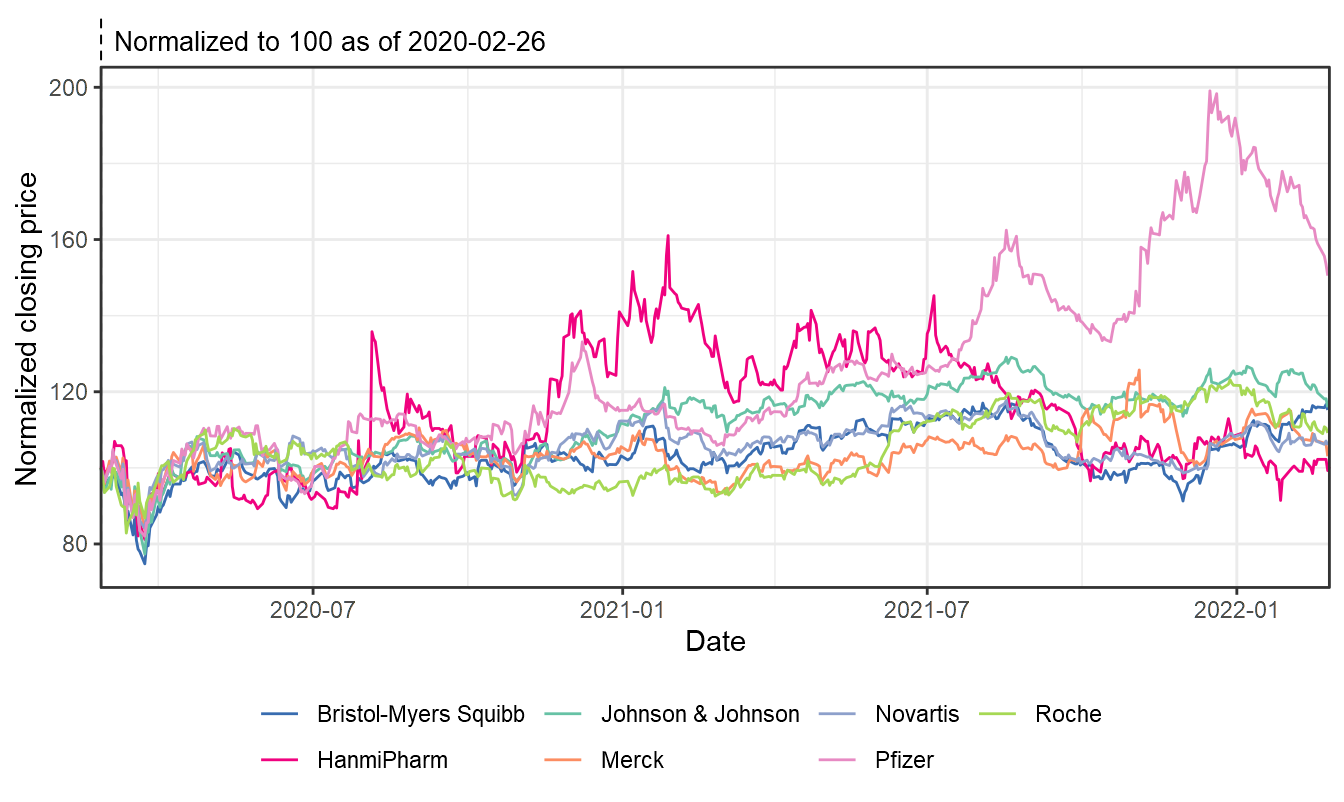 Normalized to 100 as of 2020-02-26
200
160
120
80
Normalized closing price
2020-07 2021-01 2021-07 2022-01
Date
Bristol-Myers Squibb Johnson & Johnson Novartis Roche
HanmiPharm Merck Pfizer